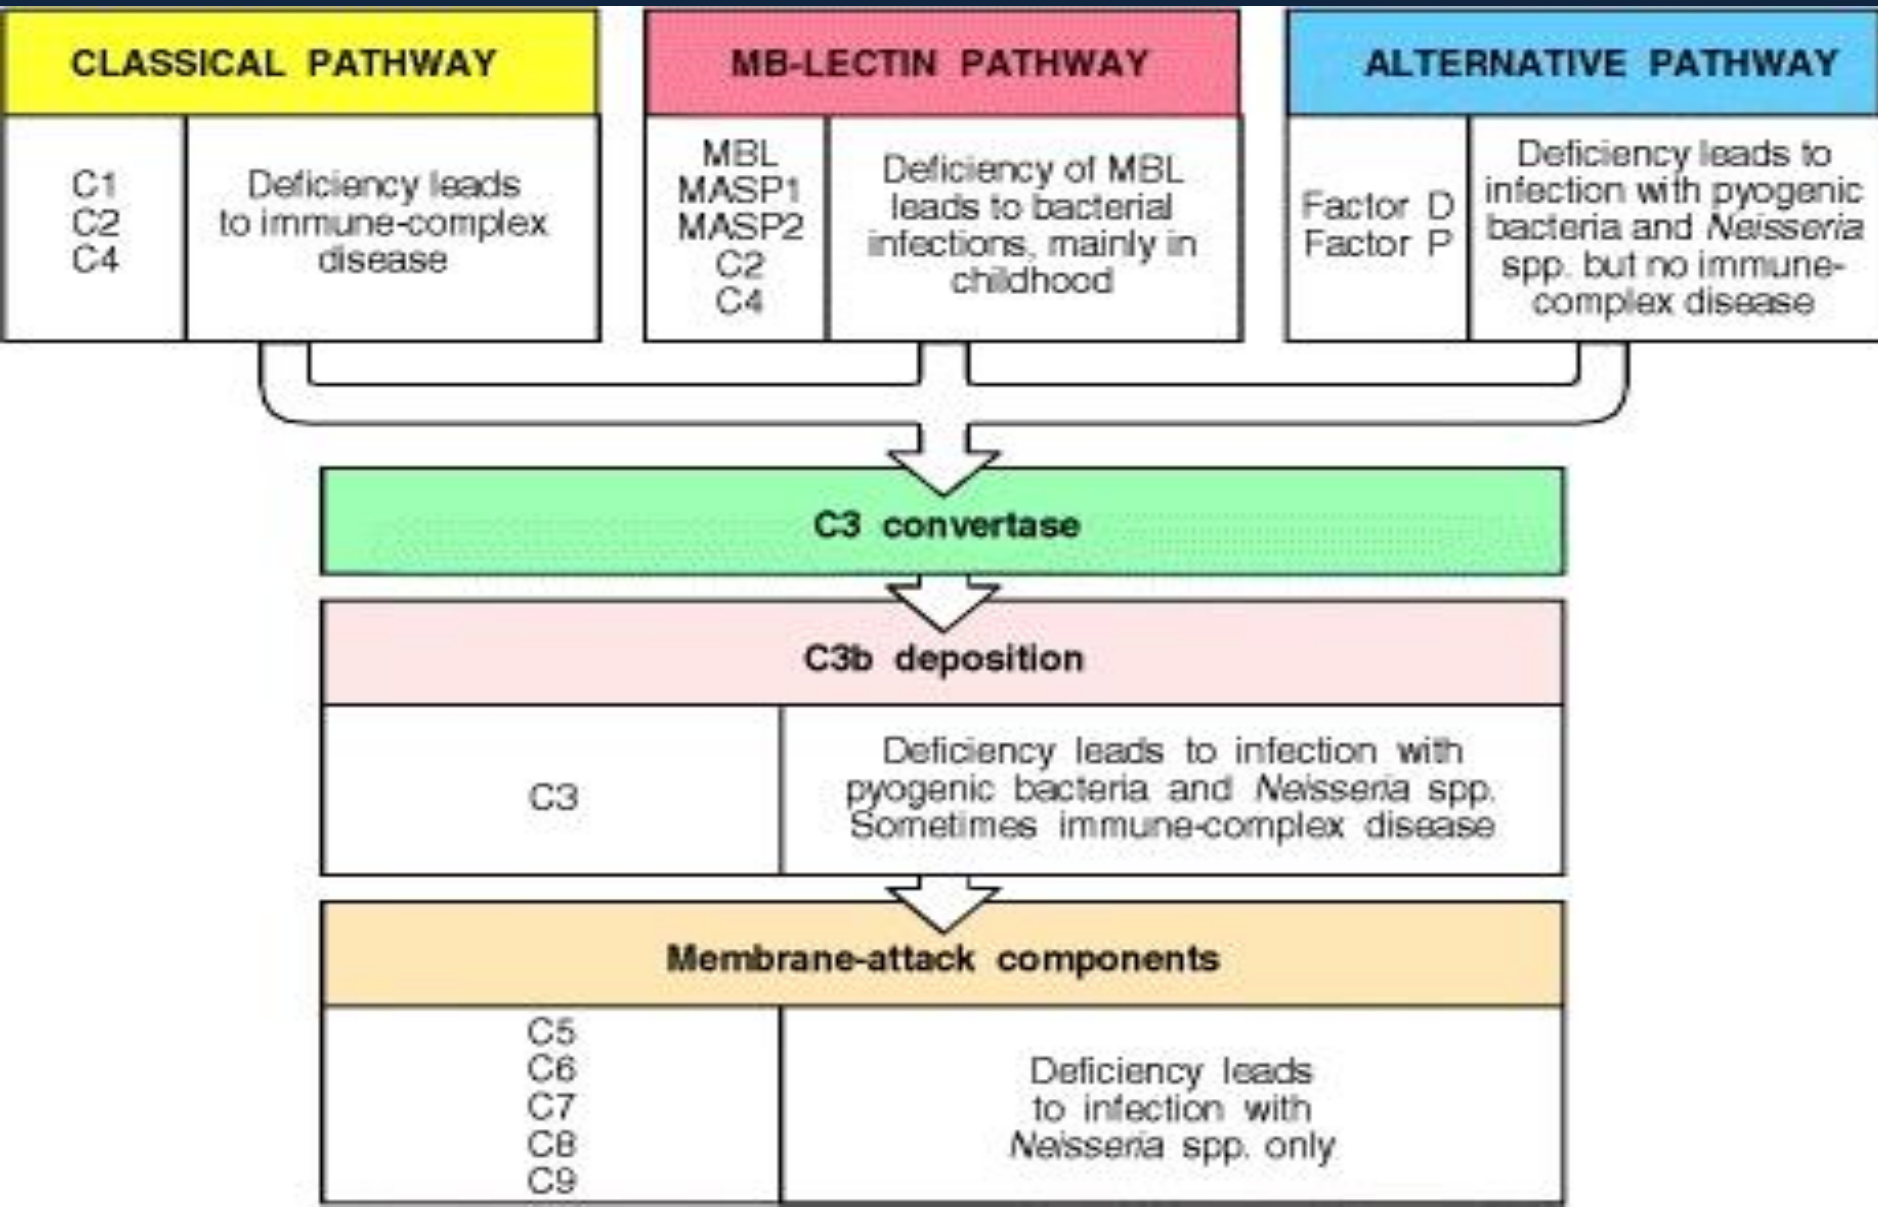 CLASSICAL PATHWAY
C1
C2
C4
Deficiency leads
to immune-complex
disease
MB-LECTIN PATHWAY
MBL
MASP1
MASP2
C2
C4
Deficiency of MBL
leads to bacterial
infections, mainly in
childhood
ALTERNATIVE PATHWAY
Factor D
Factor P
Deficiency leads to
infection with pyogenic
bacteria and Neisseria
spp. but no immune-
complex disease
C3 convertase
C3b deposition
C3
Deficiency leads to infection with
pyogenic bacteria and Neisseria spp.
Sometimes immune-complex disease
Membrane-attack components
C5
C6
C7
C8
C9
Deficiency leads
to infection with
Neisseria spp. only